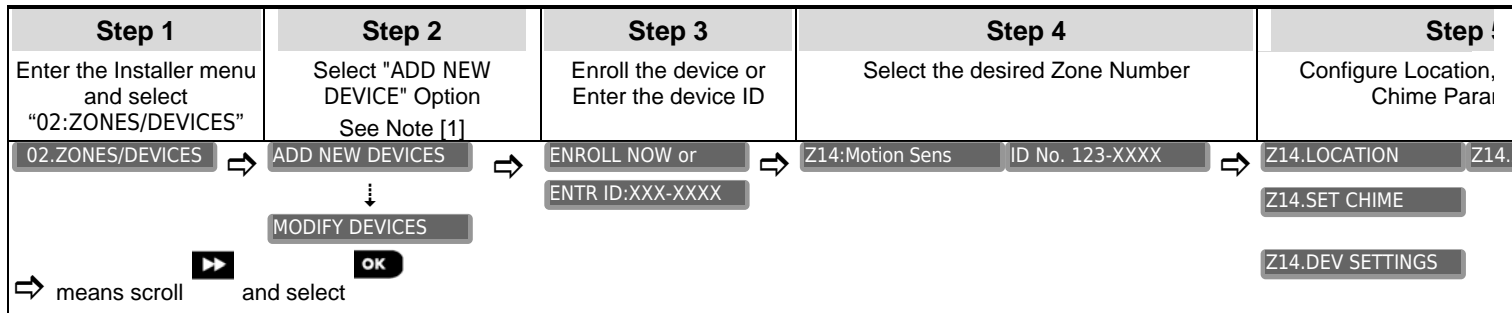 Step 1
Step 2
Step 3
Step 4
Step
Enter the Installer menu
and select
“02:ZONES/DEVICES”
Select "ADD NEW
DEVICE" Option
See Note [1]
Enroll the device or
Enter the device ID
Select the desired Zone Number
Configure Location,
Chime
02.ZONES/DEVICES
ADD NEW DEVICES
MODIFY DEVICES
ENROLL NOW or
ENTR ID:XXX-XXXX
Z14:Motion Sens
ID No. 123-XXXX
Z14.LOCATION
Z14.
Z14.SET CHIME
Z14.DEV SETTINGS
⇨ means scroll and select
OK